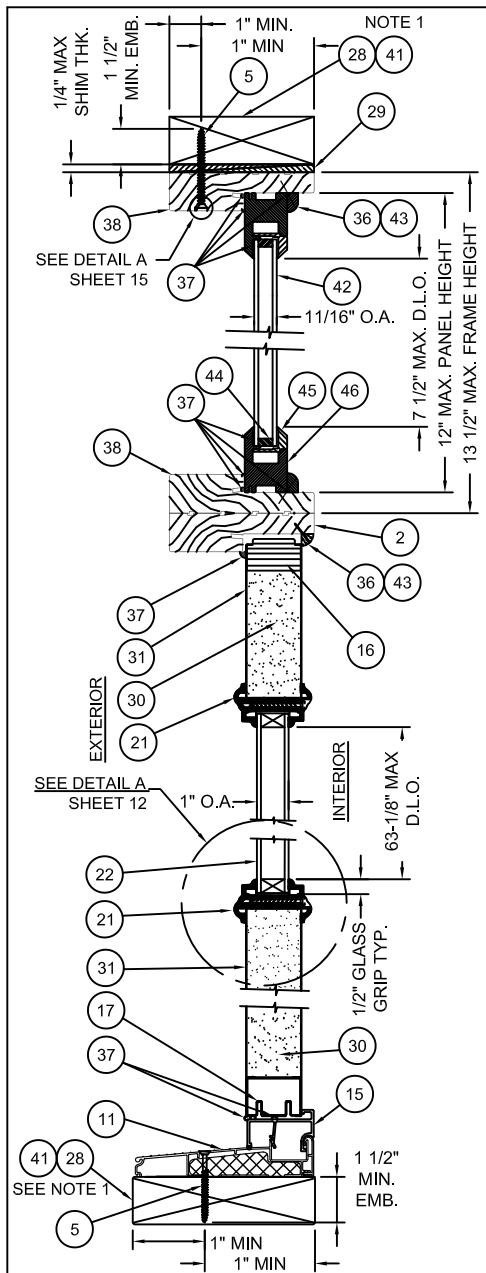 1" MIN.
1" MIN
NOTE 1
1/4" MAX
SHIM THK.
1 1/2"
MIN. EMB.
5
28
41
29
38
SEE DETAIL A
SHEET 15
37
36
43
42
11/16" O.A.
7 1/2" MAX. D.L.O.
12" MAX. PANEL HEIGHT
13 1/2" MAX. FRAME HEIGHT
44
45
46
37
38
2
36
43
37
16
31
30
EXTERIOR
21
INTERIOR
SEE DETAIL A
SHEET 12
1" O.A.
63-1/8" MAX
D.L.O.
22
21
1/2" GLASS
GRIP TYP.
31
17
30
37
15
11
41
28
SEE NOTE 1
1 1/2"
MIN.
EMB.
5
1" MIN
1" MIN